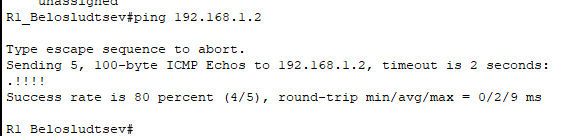 unassigned
R1_Belosludtsev#ping 192.168.1.2
Type escape sequence to abort.
Sending 5, 100-byte ICMP Echos to 192.168.1.2, timeout is 2 seconds:
.!!!!
Success rate is 80 percent (4/5), round-trip min/avg/max = 0/2/9 ms
R1_Belosludtsev#